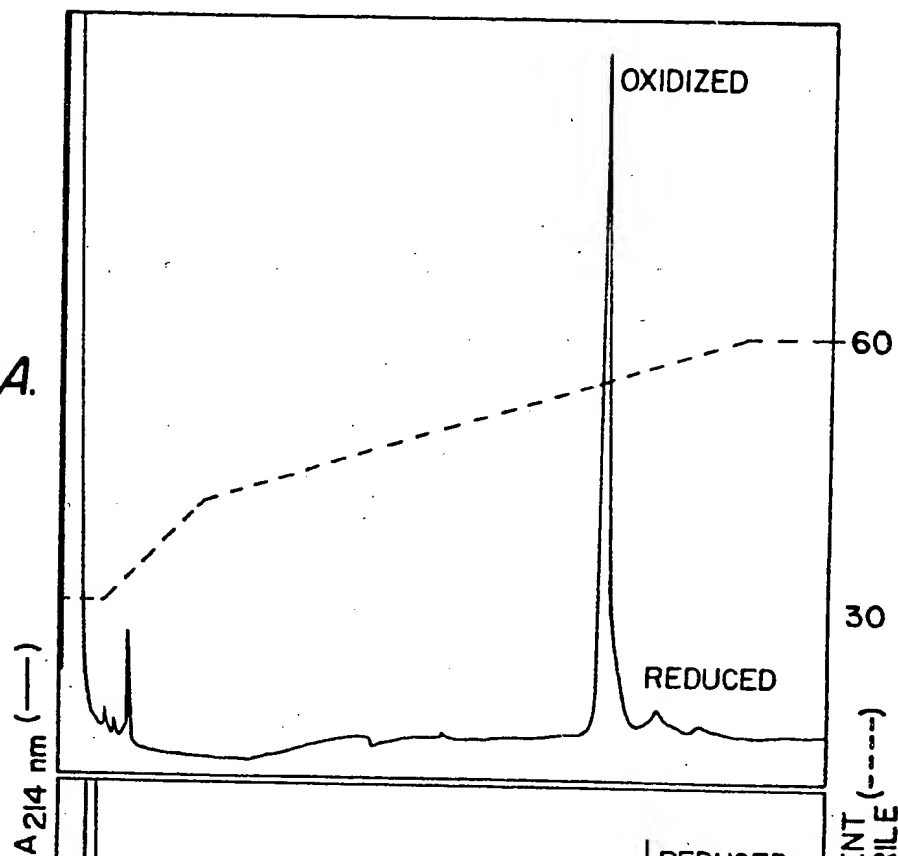 OXIDIZED
60
A.
30
REDUCED
A214 nm (——)
REDUCED
(----)